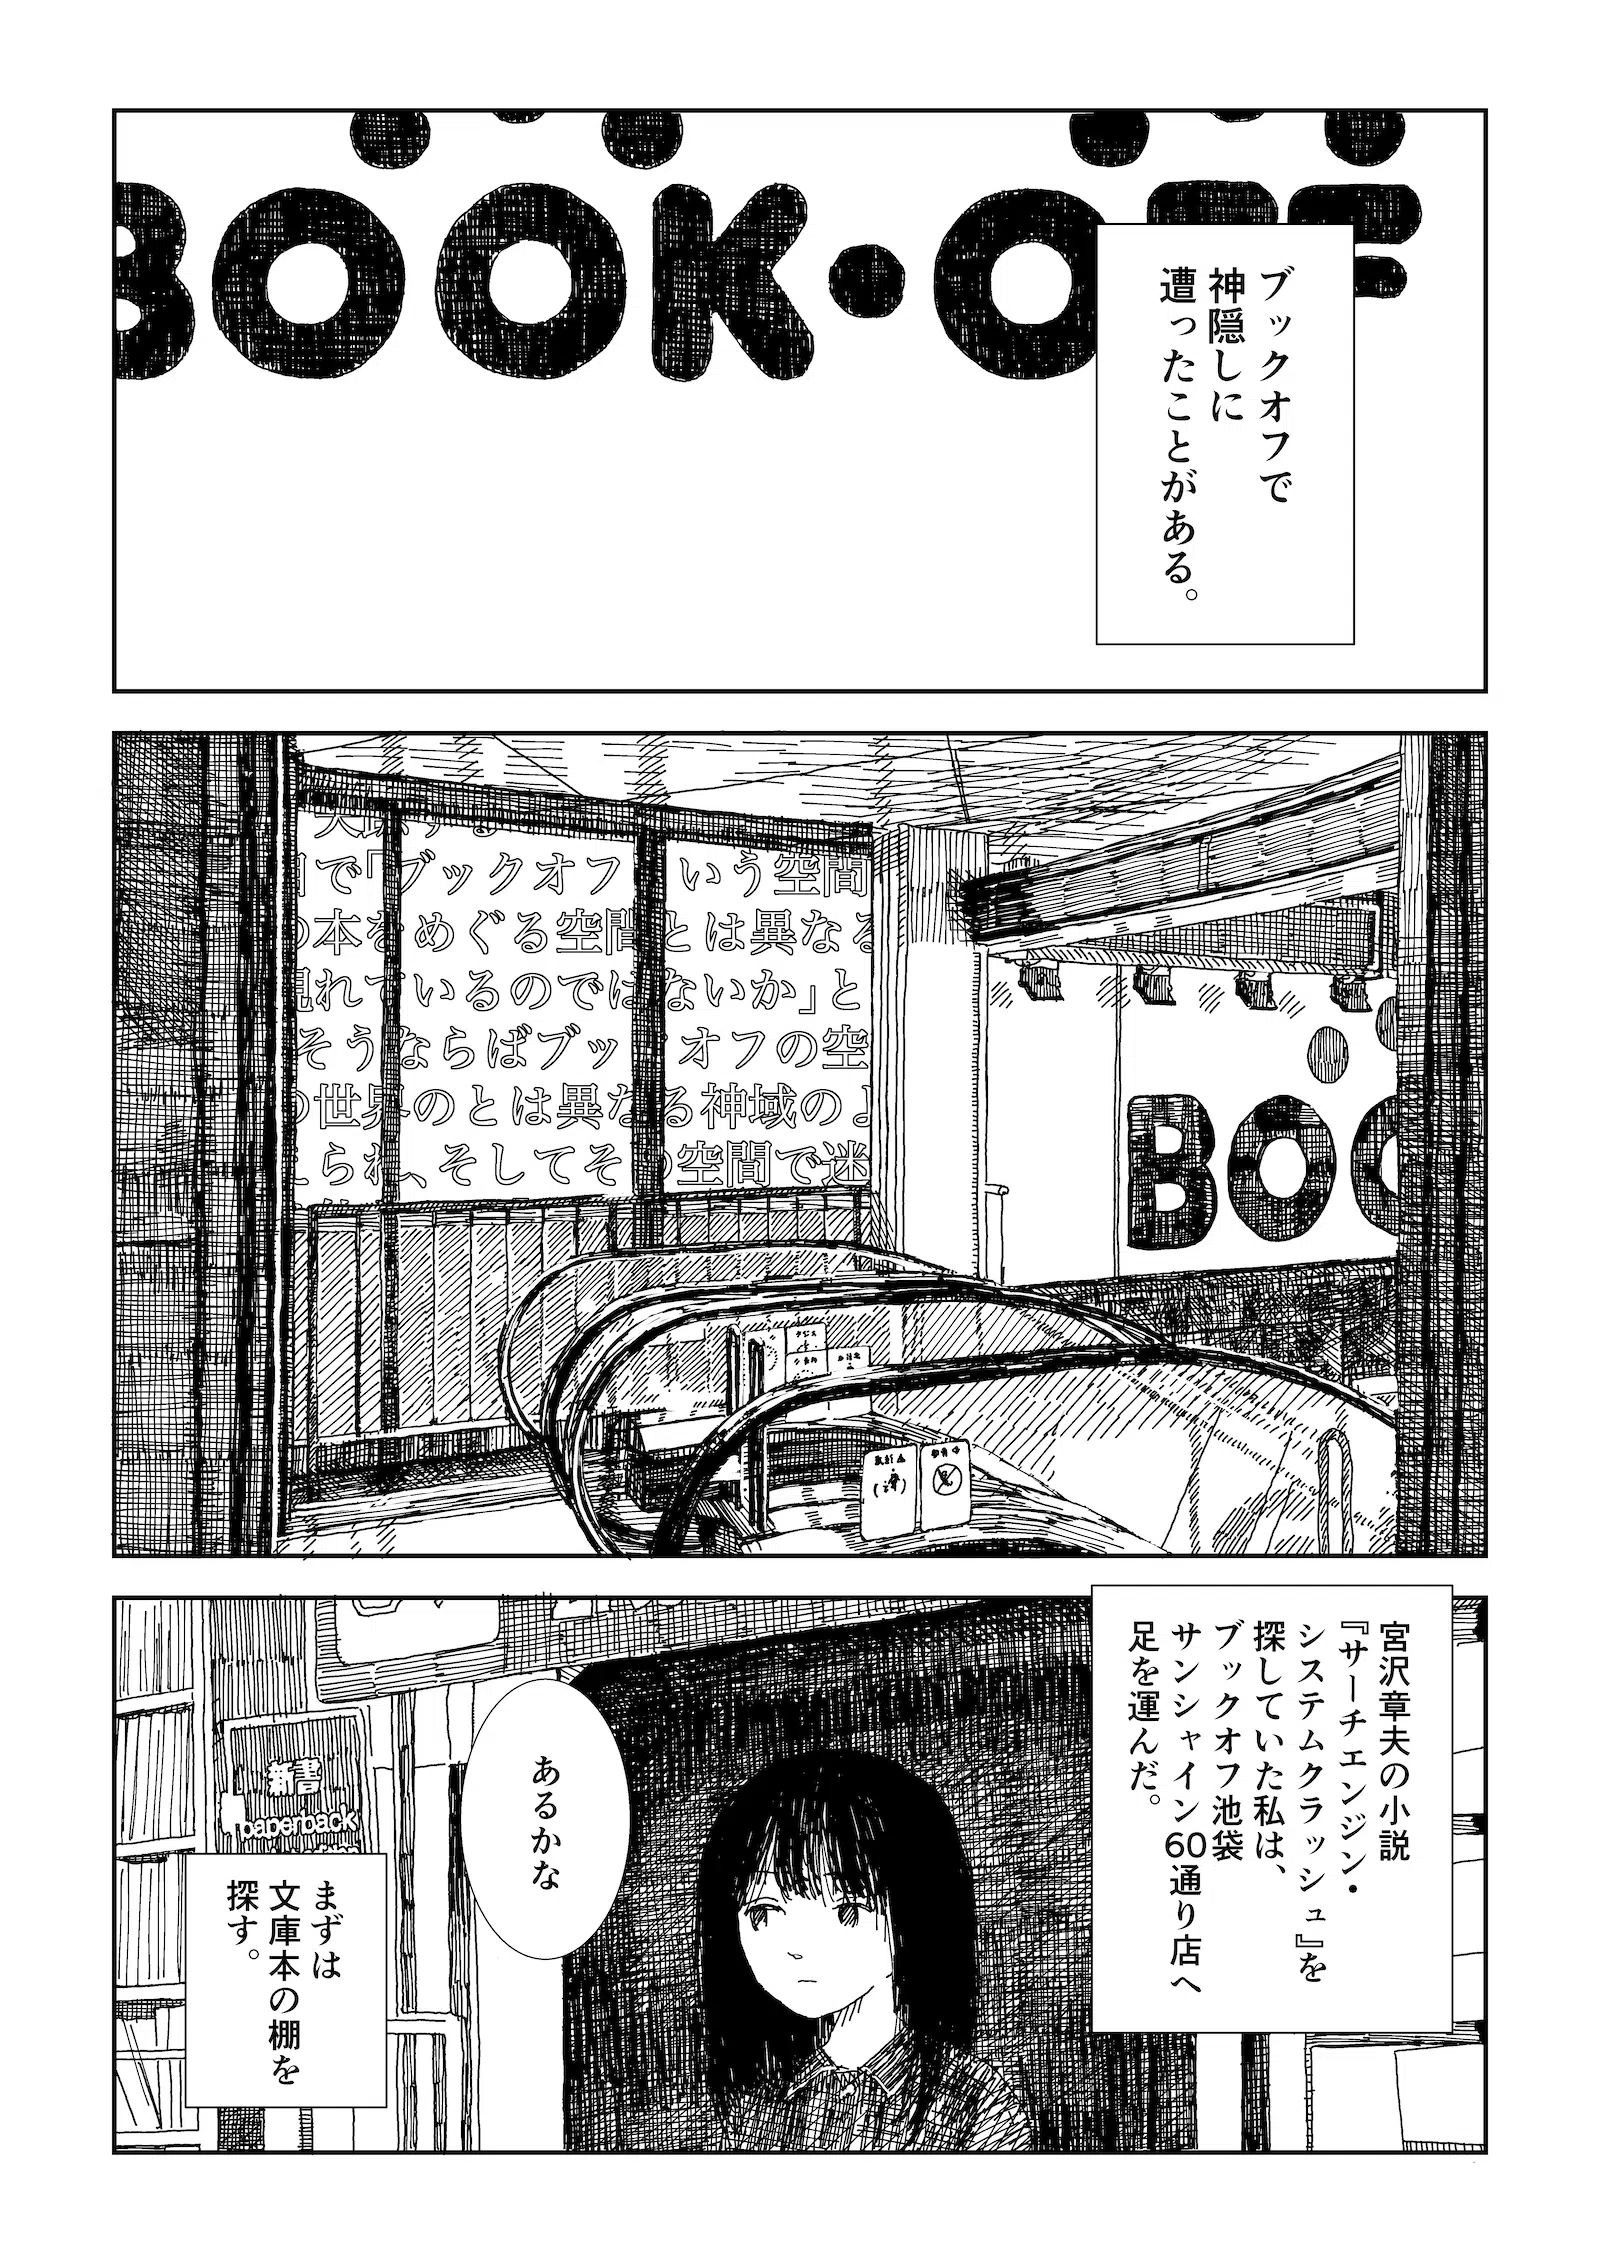 BOOK・OFF
ブックオフで
神隠しに
遭ったことがある。
で「ブックオフ
いう空間
の本をめぐる空間とは異なる
現れているのではないか」と
そうならばブックオフの空
の世界のとは異なる神域のよ
られ、そしてその空間で迷
BOO
宮沢章夫の小説
『サーチエンジン・
システムクラッシュ』を
探していた私は、
ブックオフ池袋
サンシャイン60通り店へ
足を運んだ。
あるかな
新書
paperback
まずは
文庫本の棚を
探す。